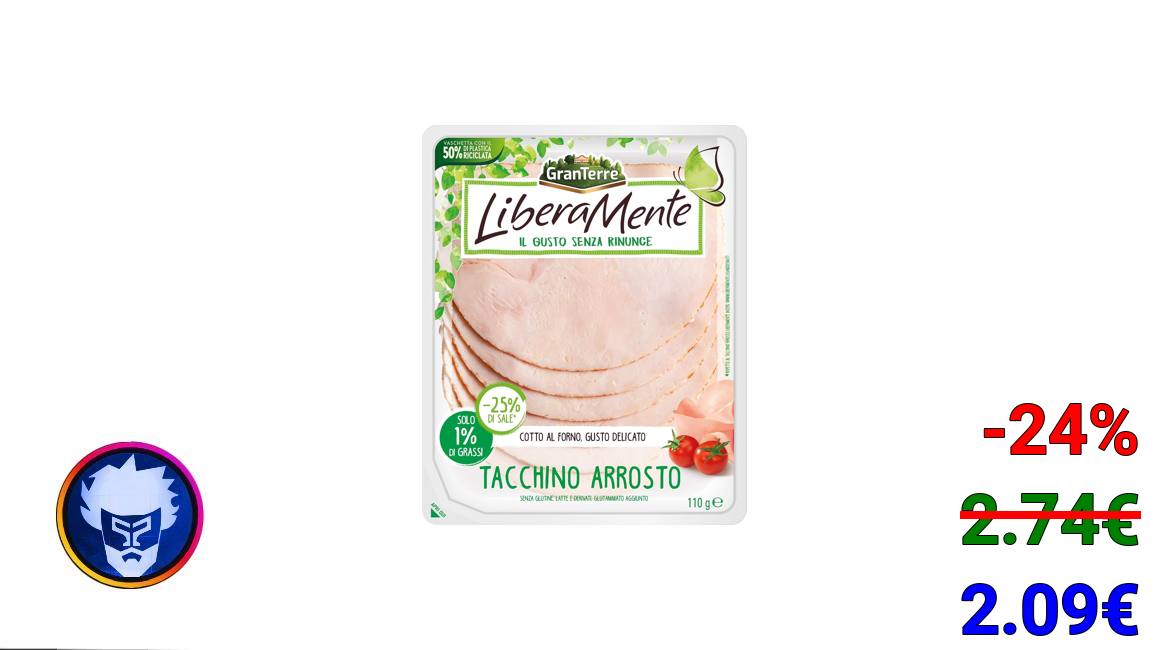 VASCHETTA CON IL
50% DI PLASTICA RICICLATA
GranTerre
LiberaMente
IL GUSTO SENZA RINUNCE
-25%
DI SALE*
SOLO
1%
DI GRASSI
COTTO AL FORNO, GUSTO DELICATO
TACCHINO ARROSTO
SENZA GLUTINE, LATTE E DERIVATI, GLUTAMMATO AGGIUNTO
110 g ℮
-24%
2.74€
2.09€